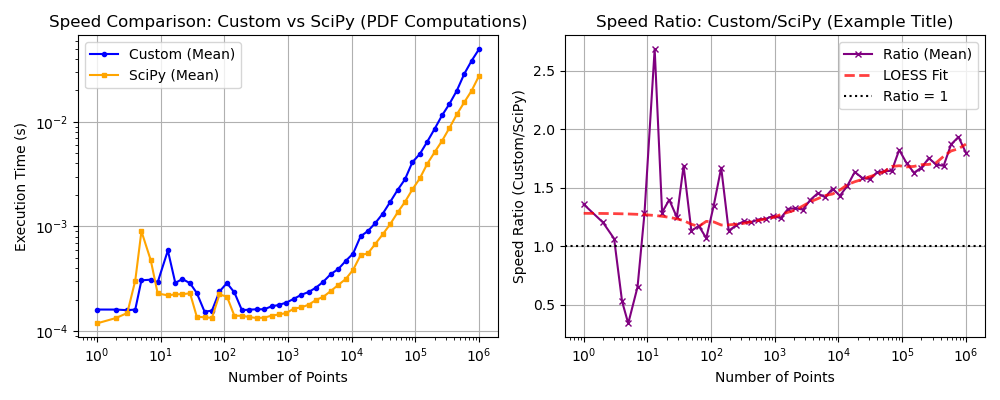 Speed Comparison: Custom vs SciPy (PDF Computations)
Execution Time (s)
10⁻²
10⁻³
10⁻⁴
Custom (Mean)
SciPy (Mean)
10⁰ 10¹ 10² 10³ 10⁴ 10⁵ 10⁶
Number of Points
Speed Ratio: Custom/SciPy (Example Title)
Speed Ratio (Custom/SciPy)
2.5
2.0
1.5
1.0
0.5
Ratio (Mean)
LOESS Fit
Ratio = 1
10⁰ 10¹ 10² 10³ 10⁴ 10⁵ 10⁶
Number of Points